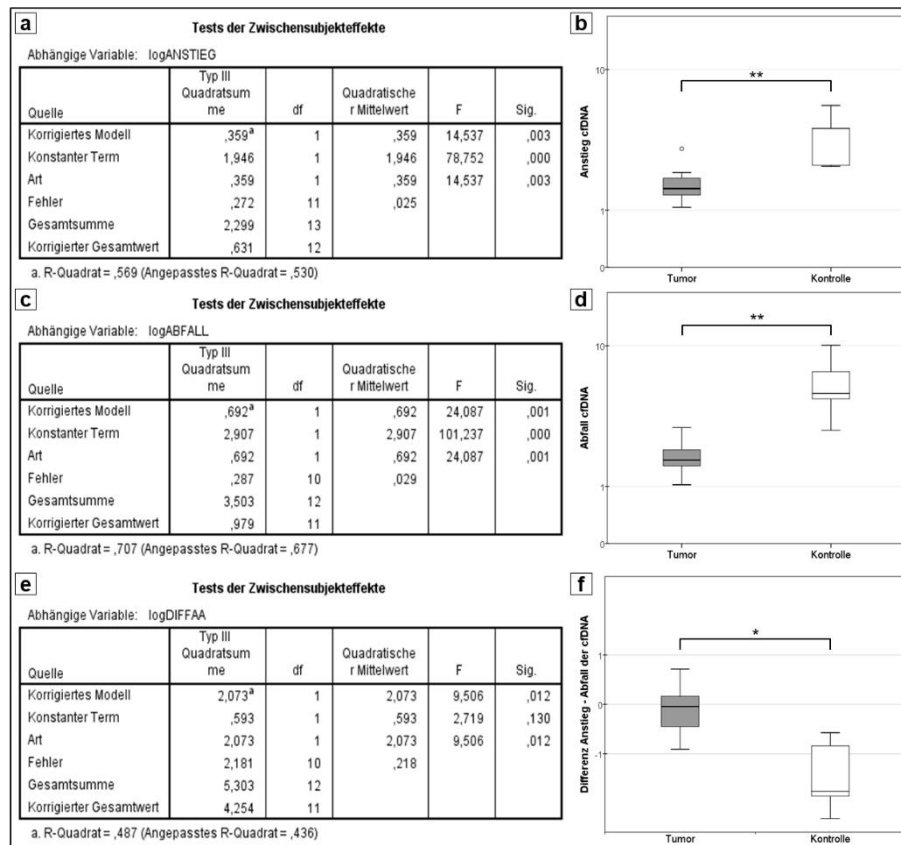 a
Tests der Zwischensubjekteffekte
Abhängige Variable: logANSTIEG
Quelle Typ III Quadratsum me df Quadratische r Mittelwert F Sig.
Korrigiertes Modell ,359a 1 ,359 14,537 ,003
Konstanter Term 1,946 1 1,946 78,752 ,000
Art ,359 1 ,359 14,537 ,003
Fehler ,272 11 ,025
Gesamtsumme 2,299 13
Korrigierter Gesamtwert ,631 12
a. R-Quadrat = ,569 (Angepasstes R-Quadrat = ,530)
b
Anstieg cfDNA
10
1
0
**
Tumor Kontrolle
c
Tests der Zwischensubjekteffekte
Abhängige Variable: logABFALL
Quelle Typ III Quadratsum me df Quadratische r Mittelwert F Sig.
Korrigiertes Modell ,692a 1 ,692 24,087 ,001
Konstanter Term 2,907 1 2,907 101,237 ,000
Art ,692 1 ,692 24,087 ,001
Fehler ,287 10 ,029
Gesamtsumme 3,503 12
Korrigierter Gesamtwert ,979 11
a. R-Quadrat = ,707 (Angepasstes R-Quadrat = ,677)
d
Abfall cfDNA
10
1
0
**
Tumor Kontrolle
e
Tests der Zwischensubjekteffekte
Abhängige Variable: logDIFFAA
Quelle Typ III Quadratsum me df Quadratische r Mittelwert F Sig.
Korrigiertes Modell 2,073a 1 2,073 9,506 ,012
Konstanter Term ,593 1 ,593 2,719 ,130
Art 2,073 1 2,073 9,506 ,012
Fehler 2,181 10 ,218
Gesamtsumme 5,303 12
Korrigierter Gesamtwert 4,254 11
a. R-Quadrat = ,487 (Angepasstes R-Quadrat = ,436)
f
Differenz Anstieg - Abfall der cfDNA
1
0
-1
*
Tumor Kontrolle